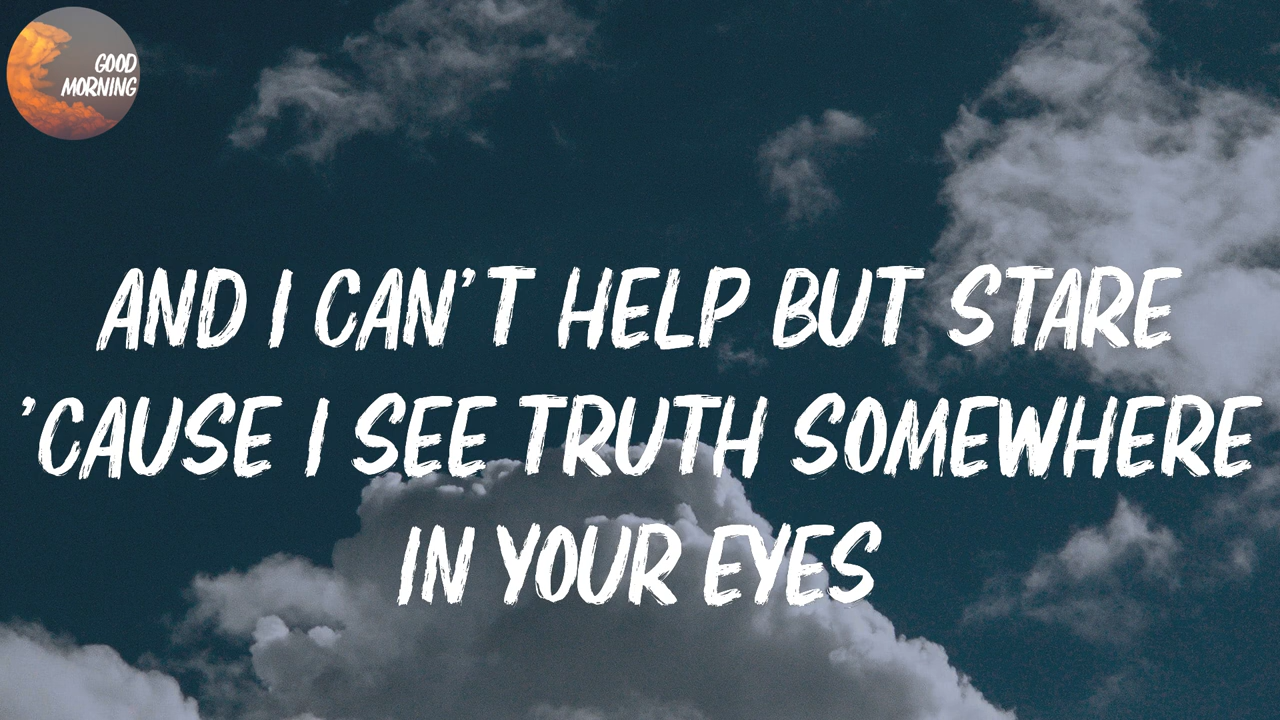 GOOD
MORNING
AND I CAN'T HELP BUT STARE
'CAUSE I SEE TRUTH SOMEWHERE
IN YOUR EYES